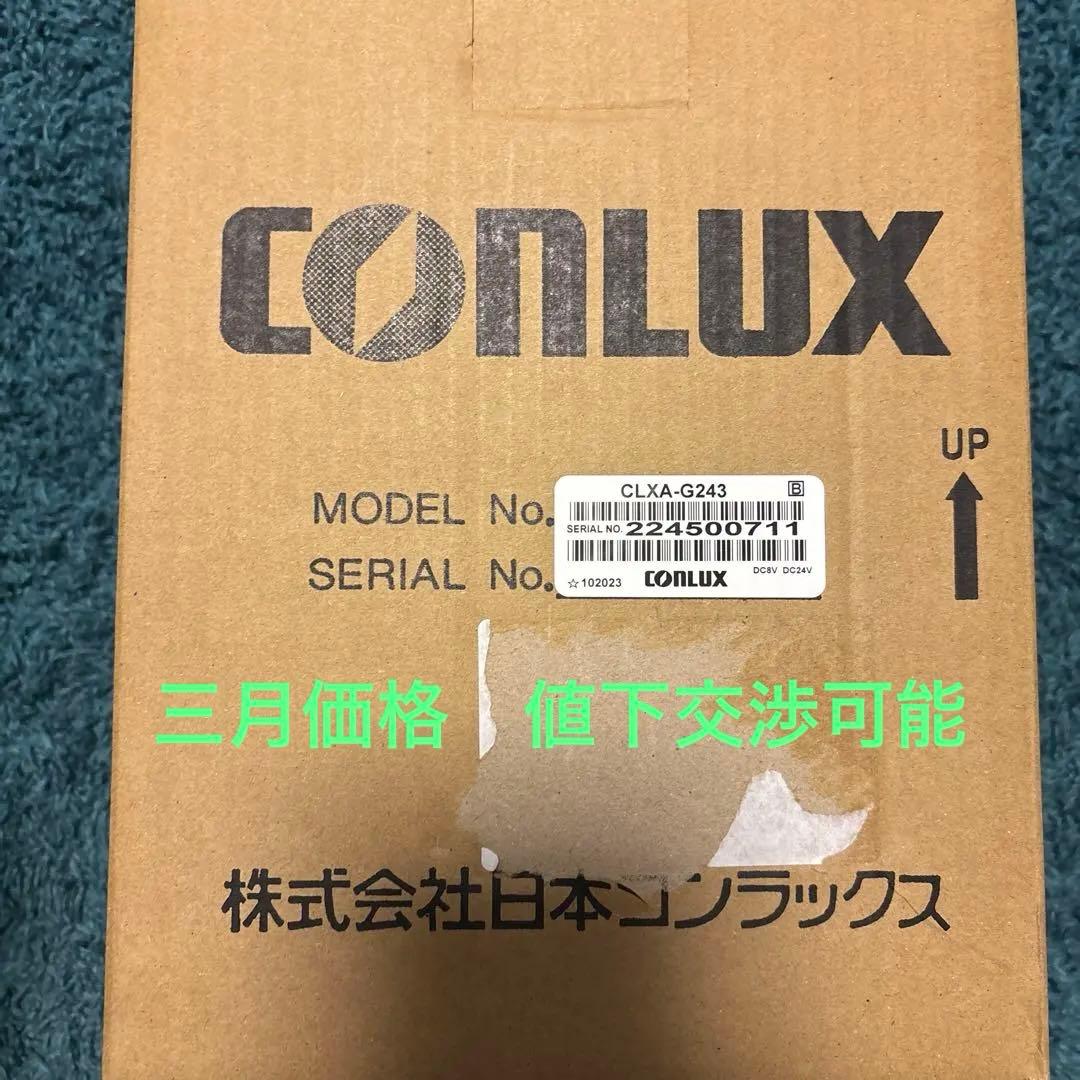 CONLUX
UP
MODEL No.
CLXA-G243 B
SERIAL NO. 224500711
SERIAL No.
☆102023 CONLUX DC8V DC24V
三月価格 値下交渉可能
株式会社日本コンラックス